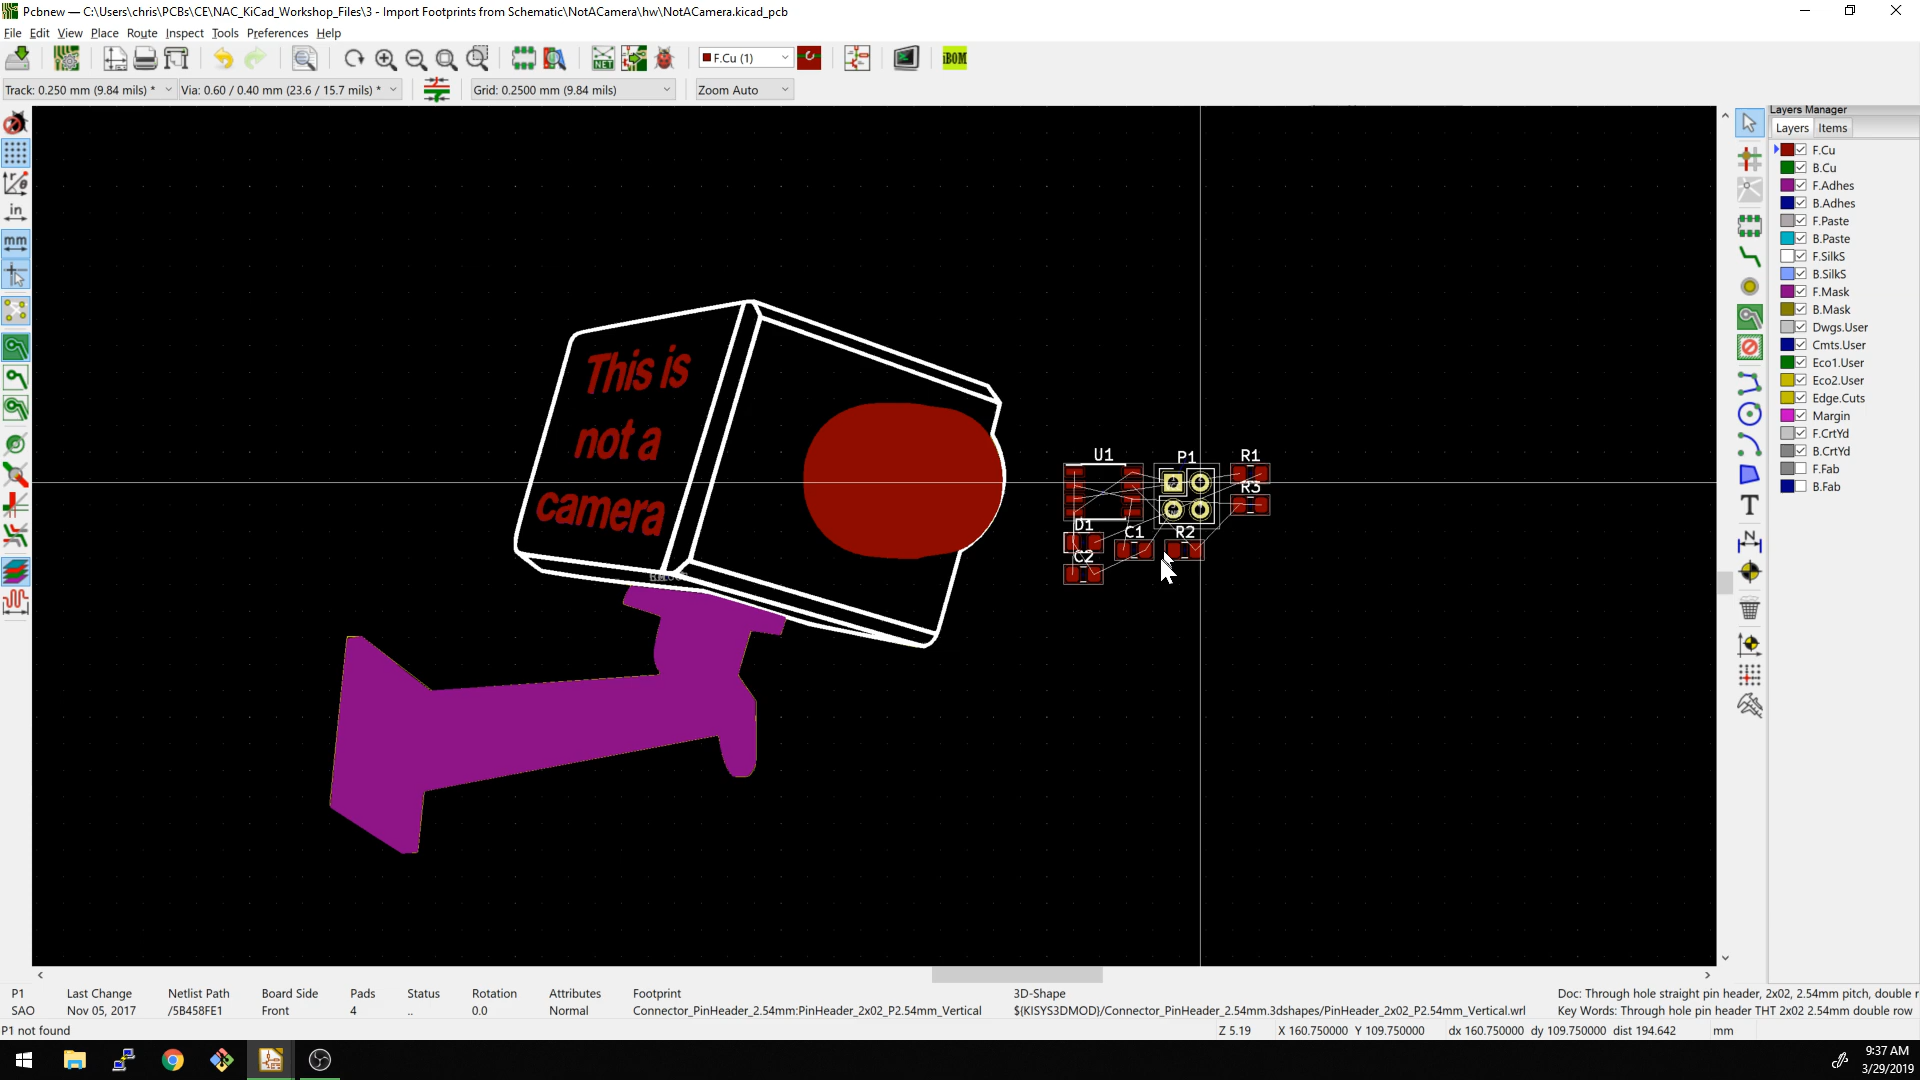 Pcbnew — C:\Users\chris\PCBs\CE\NAC_KiCad_Workshop_Files\3 - Import Footprints from Schematic\NotACamera\hw\NotACamera.kicad_pcb
File Edit View Place Route Inspect Tools Preferences Help
NET
F.Cu (1)
iBOM
Track: 0.250 mm (9.84 mils) *
Via: 0.60 / 0.40 mm (23.6 / 15.7 mils) *
Grid: 0.2500 mm (9.84 mils)
Zoom Auto
in
mm
This is
not a
camera
U1
P1
R1
R3
D1
C1
R2
C2
Layers Manager
Layers Items
F.Cu
B.Cu
F.Adhes
B.Adhes
F.Paste
B.Paste
F.SilkS
B.SilkS
F.Mask
B.Mask
Dwgs.User
Cmts.User
Eco1.User
Eco2.User
Edge.Cuts
Margin
F.CrtYd
B.CrtYd
F.Fab
B.Fab
P1 Last Change Netlist Path Board Side Pads Status Rotation Attributes Footprint 3D-Shape Doc: Through hole straight pin header, 2x02, 2.54mm pitch, double r
SAO Nov 05, 2017 /5B458FE1 Front 4 .. 0.0 Normal Connector_PinHeader_2.54mm:PinHeader_2x02_P2.54mm_Vertical ${KISYS3DMOD}/Connector_PinHeader_2.54mm.3dshapes/PinHeader_2x02_P2.54mm_Vertical.wrl Key Words: Through hole pin header THT 2x02 2.54mm double row
P1 not found
Z 5.19 X 160.750000 Y 109.750000 dx 160.750000 dy 109.750000 dist 194.642 mm
9:37 AM
3/29/2019